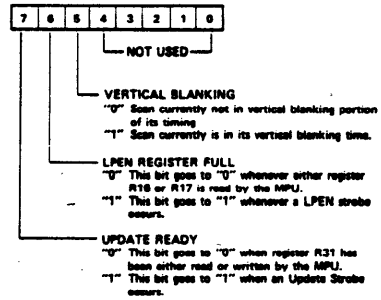 7 6 5 4 3 2 1 0
NOT USED
VERTICAL BLANKING
"0" Scan currently not in vertical blanking portion
of its timing
"1" Scan currently is in its vertical blanking time.
LPEN REGISTER FULL
"0" This bit goes to "0" whenever either register
R16 or R17 is read by the MPU.
"1" This bit goes to "1" whenever a LPEN strobe
occurs.
UPDATE READY
"0" This bit goes to "0" when register R31 has
been either read or written by the MPU.
"1" This bit goes to "1" when an Update Strobe
occurs.